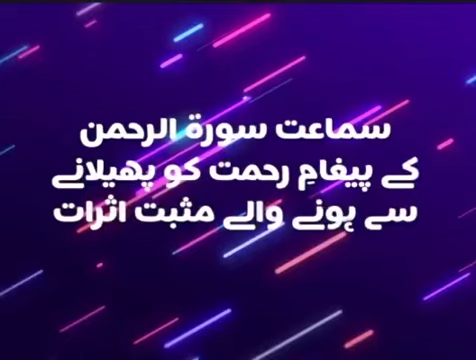 سماعت سورۃ الرحمن
کے پیغامِ رحمت کو پھیلانے
سے ہونے والے مثبت اثرات